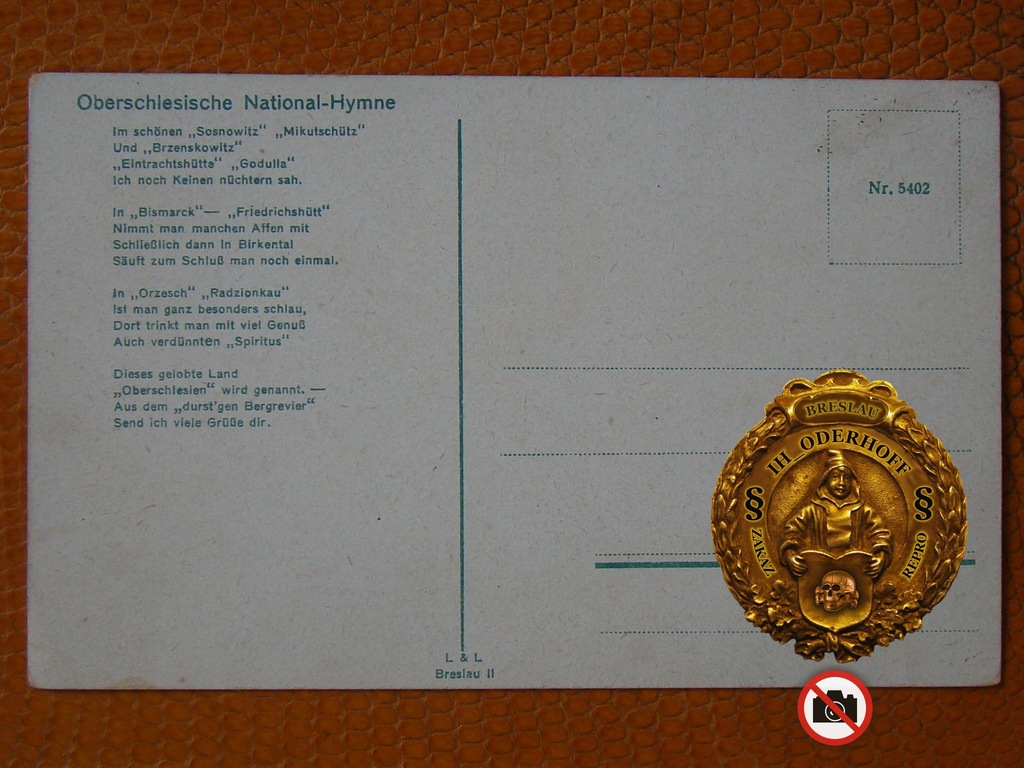 Oberschlesische National-Hymne
Im schönen „Sosnowitz“ „Mikutschütz“
Und „Brzenskowitz“
„Eintrachtshütte“ „Godulla“
Ich noch Keinen nüchtern sah.
In „Bismarck“— „Friedrichshütt“
Nimmt man manchen Affen mit
Schließlich dann in Birkental
Säuft zum Schluß man noch einmal.
In „Orzesch“ „Radzionkau“
Ist man ganz besonders schlau,
Dort trinkt man mit viel Genuß
Auch verdünnten „Spiritus“
Dieses gelobte Land
„Oberschlesien“ wird genannt. —
Aus dem „durst'gen Bergrevier“
Send ich viele Grüße dir.
L & L
Breslau II
Nr. 5402
BRESLAU
IH_ODERHOFF
§ §
ZAKAZ
REPRO